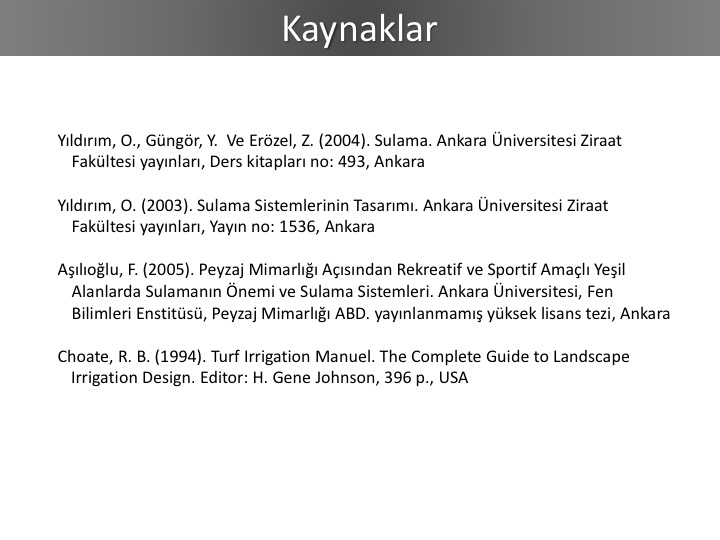 Kaynaklar
Yıldırım, O., Güngör, Y.  Ve Erözel, Z. (2004). Sulama. Ankara Üniversitesi Ziraat
Fakültesi yayınları, Ders kitapları no: 493, Ankara
Yıldırım, O. (2003). Sulama Sistemlerinin Tasarımı. Ankara Üniversitesi Ziraat
Fakültesi yayınları, Yayın no: 1536, Ankara
Aşılıoğlu, F. (2005). Peyzaj Mimarlığı Açısından Rekreatif ve Sportif Amaçlı Yeşil
Alanlarda Sulamanın Önemi ve Sulama Sistemleri. Ankara Üniversitesi, Fen
Bilimleri Enstitüsü, Peyzaj Mimarlığı ABD. yayınlanmamış yüksek lisans tezi, Ankara
Choate, R. B. (1994). Turf Irrigation Manuel. The Complete Guide to Landscape
Irrigation Design. Editor: H. Gene Johnson, 396 p., USA